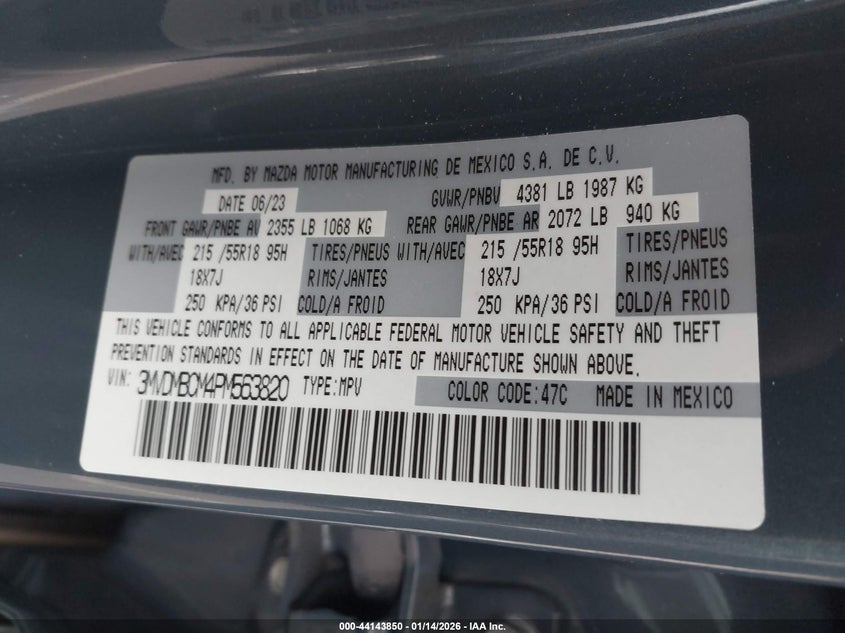 MFD. BY MAZDA MOTOR MANUFACTURING DE MEXICO S.A. DE C.V.
DATE 06/23 GVWR/PNBV 4381 LB 1987 KG
FRONT GAWR/PNBE AV 2355 LB 1068 KG REAR GAWR/PNBE AR 2072 LB 940 KG
WITH/AVEC 215 /55R18 95H TIRES/PNEUS WITH/AVEC 215 /55R18 95H TIRES/PNEUS
18X7J RIMS/JANTES 18X7J RIMS/JANTES
250 KPA/36 PSI COLD/A FROID 250 KPA/36 PSI COLD/A FROID
THIS VEHICLE CONFORMS TO ALL APPLICABLE FEDERAL MOTOR VEHICLE SAFETY AND THEFT
PREVENTION STANDARDS IN EFFECT ON THE DATE OF MANUFACTURE SHOWN ABOVE.
VIN: 3MVDMBCM4PM563820 TYPE:MPV COLOR CODE:47C MADE IN MEXICO
000-44143850 - 01/14/2026 - IAA Inc.